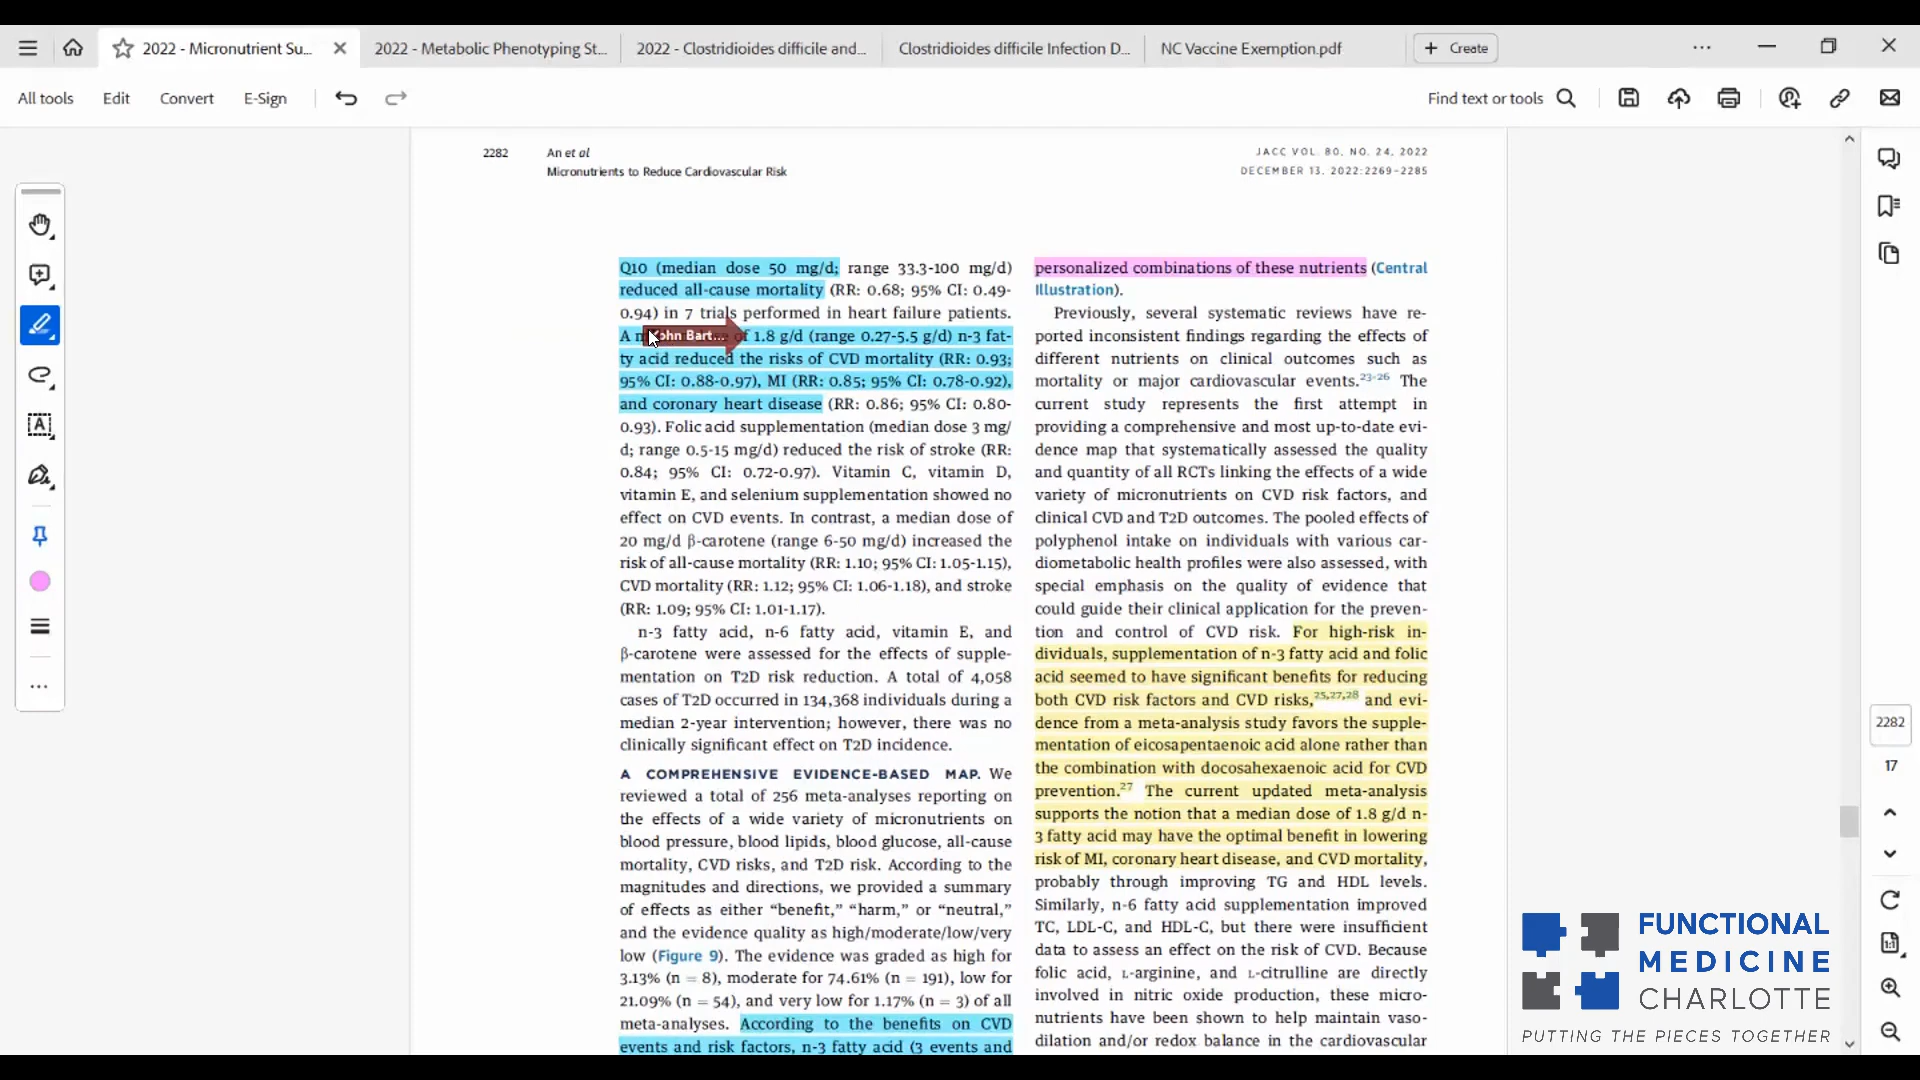 2022 - Micronutrient Su...
2022 - Metabolic Phenotyping St...
2022 - Clostridioides difficile and...
Clostridioides difficile Infection D...
NC Vaccine Exemption.pdf
Create
All tools
Edit
Convert
E-Sign
Find text or tools
2282
An et al
Micronutrients to Reduce Cardiovascular Risk
JACC VOL. 80, NO. 24, 2022
DECEMBER 13, 2022:2269–2285
Q10 (median dose 50 mg/d; range 33.3-100 mg/d)
reduced all-cause mortality (RR: 0.68; 95% CI: 0.49-
0.94) in 7 trials performed in heart failure patients.
A of 1.8 g/d (range 0.27-5.5 g/d) n-3 fat-
John Bart...
ty acid reduced the risks of CVD mortality (RR: 0.93;
95% CI: 0.88-0.97), MI (RR: 0.85; 95% CI: 0.78-0.92),
and coronary heart disease (RR: 0.86; 95% CI: 0.80-
0.93). Folic acid supplementation (median dose 3 mg/
d; range 0.5-15 mg/d) reduced the risk of stroke (RR:
0.84; 95% CI: 0.72-0.97). Vitamin C, vitamin D,
vitamin E, and selenium supplementation showed no
effect on CVD events. In contrast, a median dose of
20 mg/d β-carotene (range 6-50 mg/d) increased the
risk of all-cause mortality (RR: 1.10; 95% CI: 1.05-1.15),
CVD mortality (RR: 1.12; 95% CI: 1.06-1.18), and stroke
(RR: 1.09; 95% CI: 1.01-1.17).
n-3 fatty acid, n-6 fatty acid, vitamin E, and
β-carotene were assessed for the effects of supple-
mentation on T2D risk reduction. A total of 4,058
cases of T2D occurred in 134,368 individuals during a
median 2-year intervention; however, there was no
clinically significant effect on T2D incidence.
A COMPREHENSIVE EVIDENCE-BASED MAP. We
reviewed a total of 256 meta-analyses reporting on
the effects of a wide variety of micronutrients on
blood pressure, blood lipids, blood glucose, all-cause
mortality, CVD risks, and T2D risk. According to the
magnitudes and directions, we provided a summary
of effects as either “benefit,” “harm,” or “neutral,”
and the evidence quality as high/moderate/low/very
low (Figure 9). The evidence was graded as high for
3.13% (n = 8), moderate for 74.61% (n = 191), low for
21.09% (n = 54), and very low for 1.17% (n = 3) of all
meta-analyses. According to the benefits on CVD
events and risk factors, n-3 fatty acid (3 events and
personalized combinations of these nutrients (Central
Illustration).
Previously, several systematic reviews have re-
ported inconsistent findings regarding the effects of
different nutrients on clinical outcomes such as
mortality or major cardiovascular events.23-26 The
current study represents the first attempt in
providing a comprehensive and most up-to-date evi-
dence map that systematically assessed the quality
and quantity of all RCTs linking the effects of a wide
variety of micronutrients on CVD risk factors, and
clinical CVD and T2D outcomes. The pooled effects of
polyphenol intake on individuals with various car-
diometabolic health profiles were also assessed, with
special emphasis on the quality of evidence that
could guide their clinical application for the preven-
tion and control of CVD risk. For high-risk in-
dividuals, supplementation of n-3 fatty acid and folic
acid seemed to have significant benefits for reducing
both CVD risk factors and CVD risks,25,27,28 and evi-
dence from a meta-analysis study favors the supple-
mentation of eicosapentaenoic acid alone rather than
the combination with docosahexaenoic acid for CVD
prevention.27 The current updated meta-analysis
supports the notion that a median dose of 1.8 g/d n-
3 fatty acid may have the optimal benefit in lowering
risk of MI, coronary heart disease, and CVD mortality,
probably through improving TG and HDL levels.
Similarly, n-6 fatty acid supplementation improved
TC, LDL-C, and HDL-C, but there were insufficient
data to assess an effect on the risk of CVD. Because
folic acid, L-arginine, and L-citrulline are directly
involved in nitric oxide production, these micro-
nutrients have been shown to help maintain vaso-
dilation and/or redox balance in the cardiovascular
2282
17
FUNCTIONAL
MEDICINE
CHARLOTTE
PUTTING THE PIECES TOGETHER